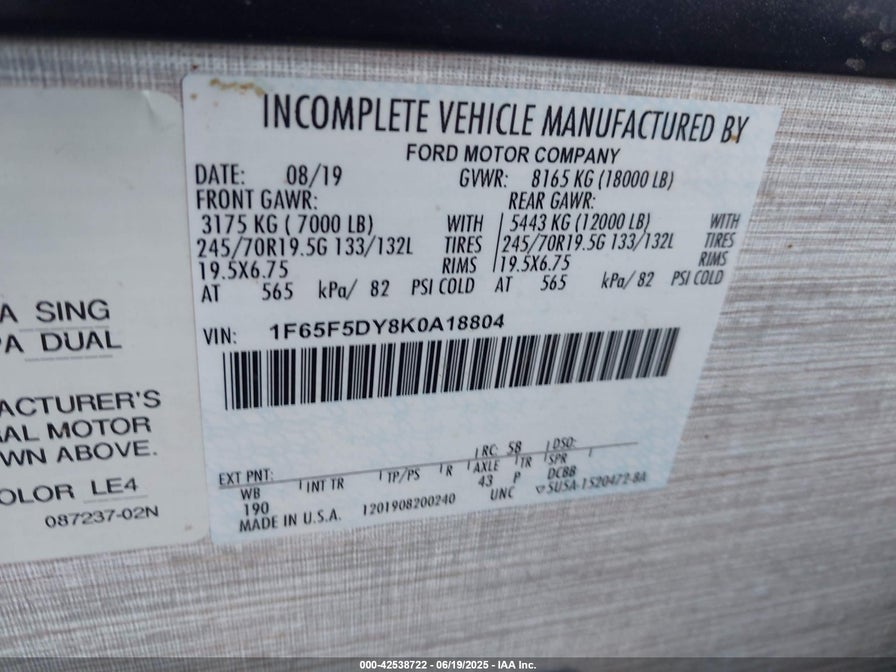 INCOMPLETE VEHICLE MANUFACTURED BY
FORD MOTOR COMPANY
DATE: 08/19 GVWR: 8165 KG (18000 LB)
FRONT GAWR: REAR GAWR:
3175 KG ( 7000 LB) WITH 5443 KG (12000 LB) WITH
245/70R19.5G 133/132L TIRES 245/70R19.5G 133/132L TIRES
19.5X6.75 RIMS 19.5X6.75 RIMS
AT 565 kPa/ 82 PSI COLD AT 565 kPa/ 82 PSI COLD
VIN: 1F65F5DY8K0A18804
EXT PNT: RC: 58 DSO:
WB INT TR TP/PS R AXLE TR SPR
190 43 P DC8B
MADE IN U.S.A. 1201908200240 UNC SUSA-1520472-8A
A SING
PA DUAL
ACTURER'S
AL MOTOR
WN ABOVE.
OLOR LE4
087237-02N
000-42538722 - 06/19/2025 - IAA Inc.